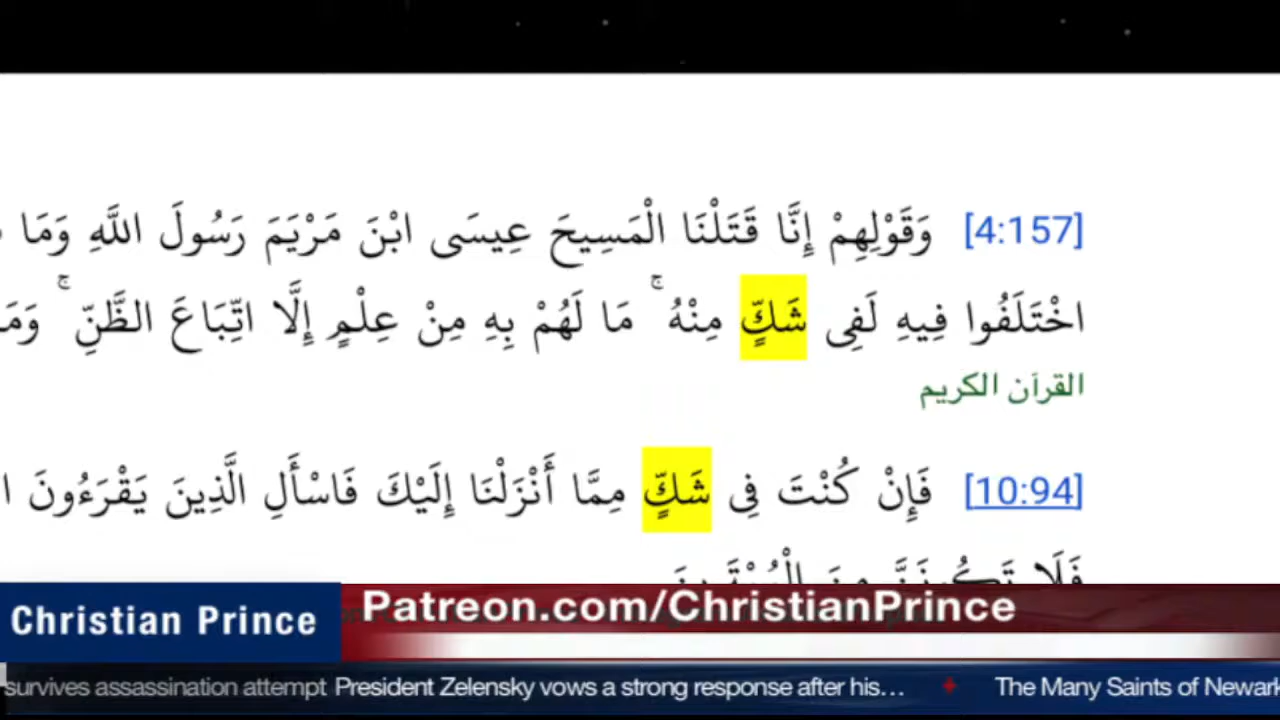 [4:157] وَقَوْلِهِمْ إِنَّا قَتَلْنَا الْمَسِيحَ عِيسَى ابْنَ مَرْيَمَ رَسُولَ اللَّهِ وَمَا
اخْتَلَفُوا فِيهِ لَفِى شَكٍّ مِنْهُ ۚ مَا لَهُمْ بِهِ مِنْ عِلْمٍ إِلَّا اتِّبَاعَ الظَّنِّ ۚ
القرآن الكريم
[10:94] فَإِنْ كُنْتَ فِى شَكٍّ مِمَّا أَنْزَلْنَا إِلَيْكَ فَاسْأَلِ الَّذِينَ يَقْرَءُونَ
Christian Prince
Patreon.com/ChristianPrince
survives assassination attempt President Zelensky vows a strong response after his... The Many Saints of Newark